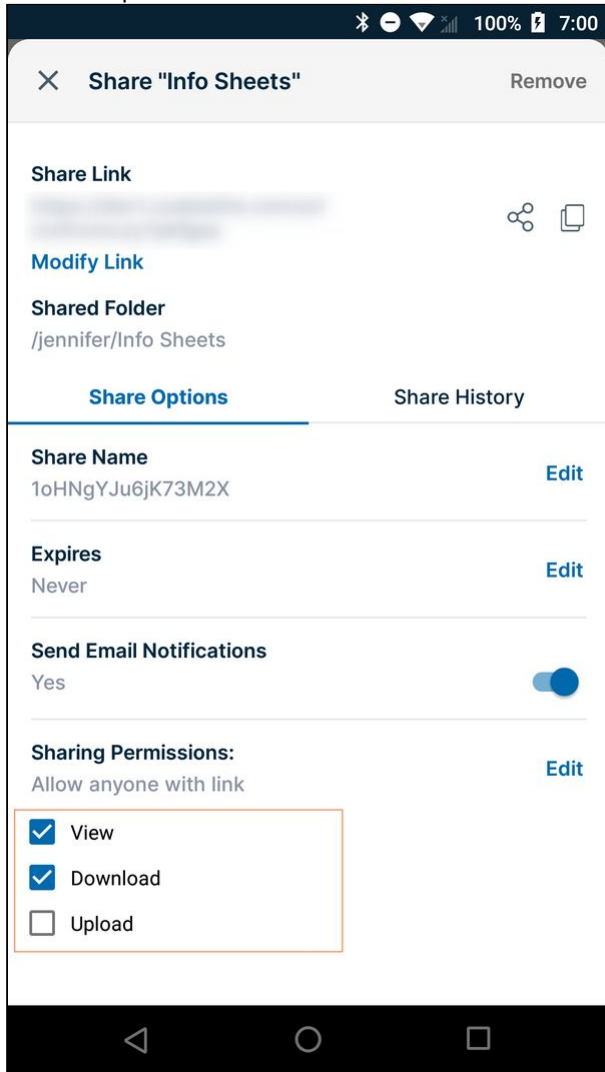 100% 7:00
Share "Info Sheets" Remove
Share Link
Modify Link
Shared Folder
/jennifer/Info Sheets
Share Options Share History
Share Name
1oHNgYJu6jK73M2X Edit
Expires
Never Edit
Send Email Notifications
Yes
Sharing Permissions:
Allow anyone with link Edit
View
Download
Upload